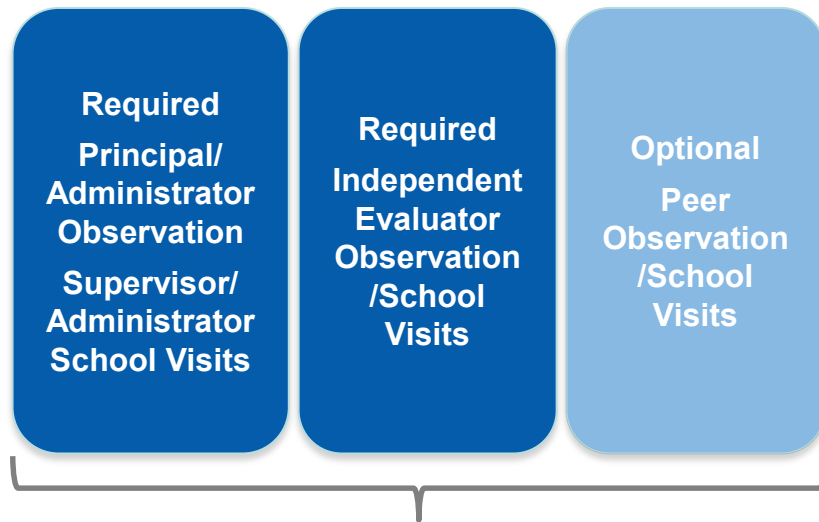 Required
Principal/
Administrator
Observation
Supervisor/
Administrator
School Visits
Required
Independent
Evaluator
Observation
/School
Visits
Optional
Peer
Observation
/School
Visits